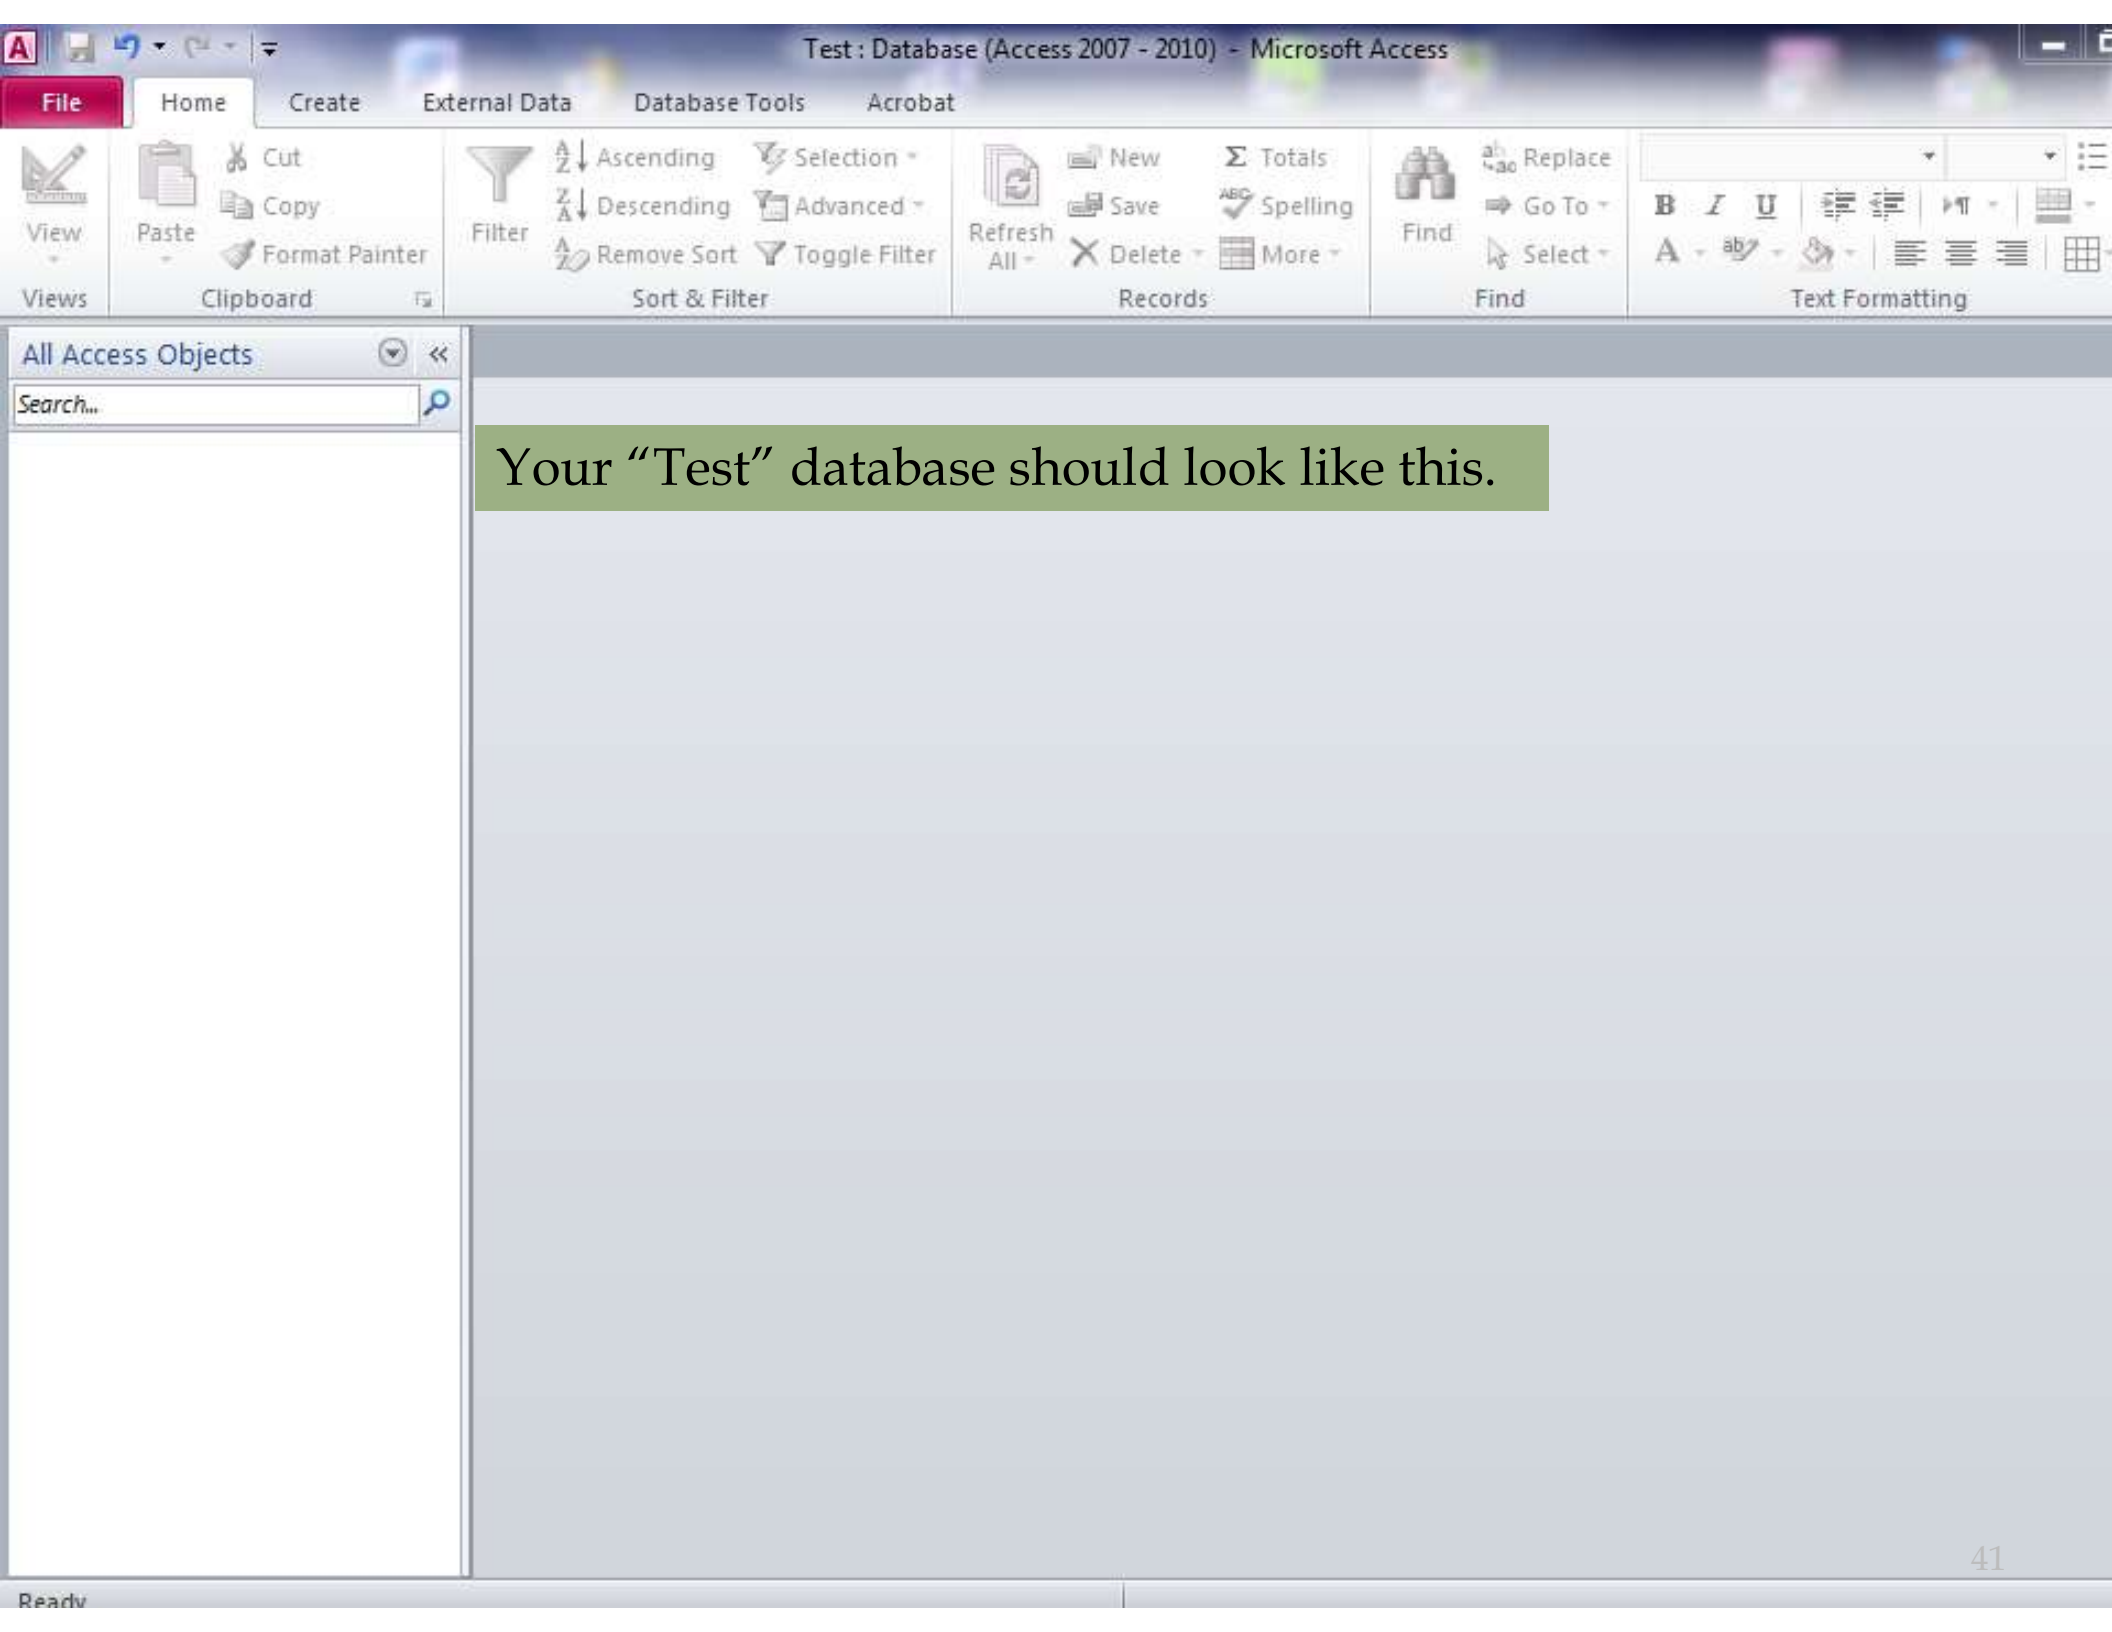 Test : Database (Access 2007 - 2010) - Microsoft Access
File Home Create External Data Database Tools Acrobat
View
Views
Paste
Cut
Copy
Format Painter
Clipboard
Filter
Ascending
Descending
Remove Sort
Selection
Advanced
Toggle Filter
Sort & Filter
Refresh
All
New
Save
Delete
Totals
Spelling
More
Records
Find
Replace
Go To
Select
Find
B I U
A
Text Formatting
All Access Objects
Search...
Your “Test” database should look like this.
41
Ready